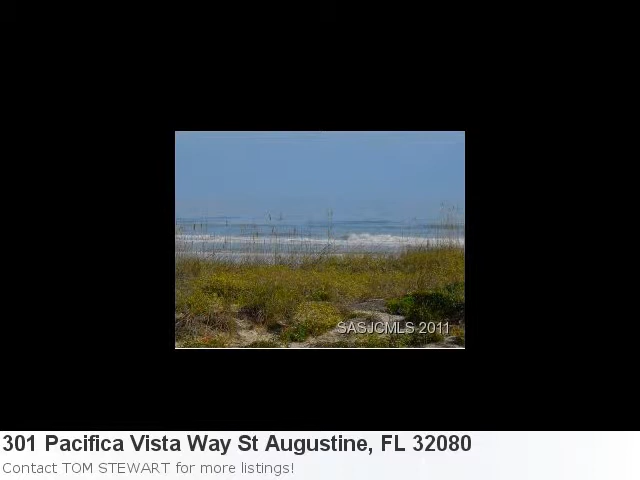 SASJCMLS 2011
301 Pacifica Vista Way St Augustine, FL 32080
Contact TOM STEWART for more listings!